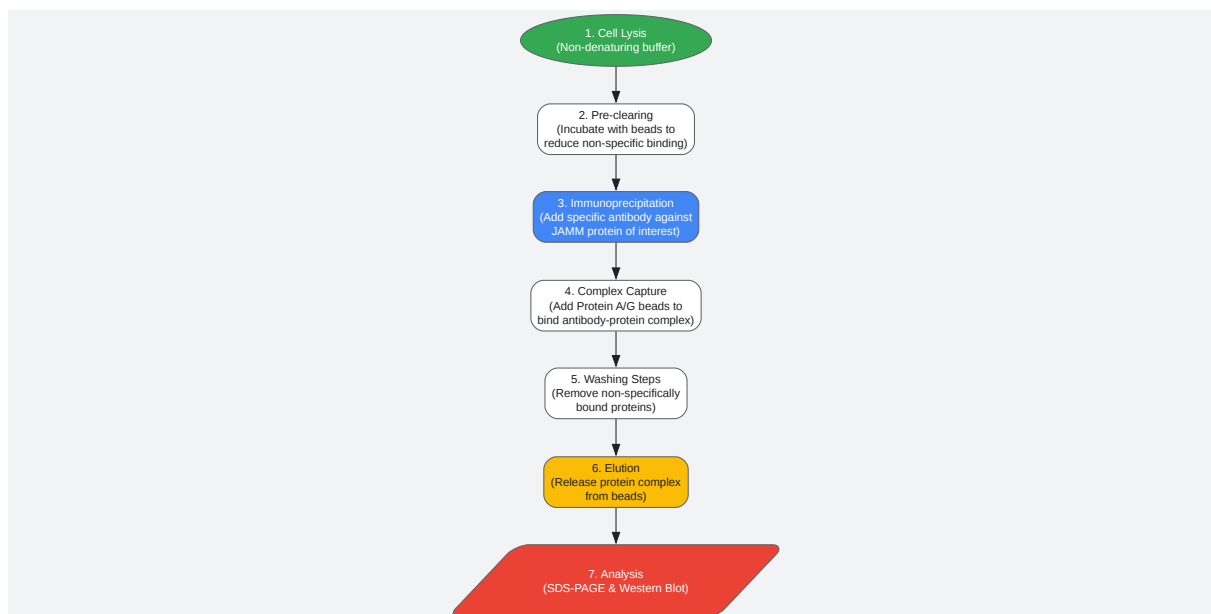 1. Cell Lysis
(Non-denaturing buffer)
2. Pre-clearing
(Incubate with beads to
reduce non-specific binding)
3. Immunoprecipitation
(Add specific antibody against
JAMM protein of interest)
4. Complex Capture
(Add Protein A/G beads to
bind antibody-protein complex)
5. Washing Steps
(Remove non-specifically
bound proteins)
6. Elution
(Release protein complex
from beads)
7. Analysis
(SDS-PAGE & Western Blot)